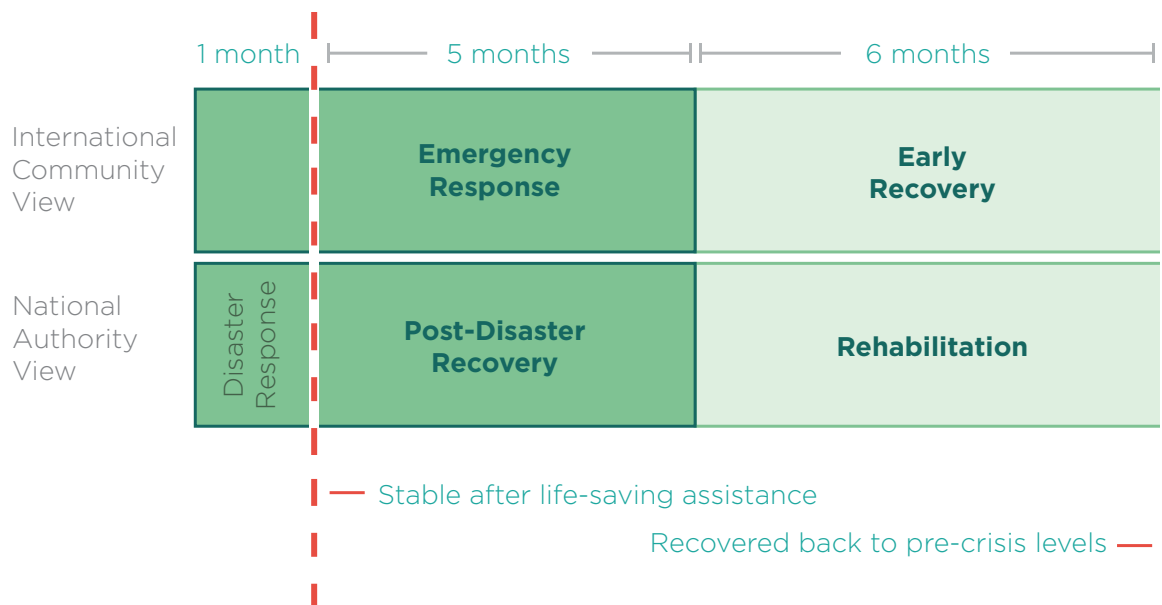 1 month
5 months
6 months
International
Community
View
Emergency
Response
Early
Recovery
National
Authority
View
Disaster
Response
Post-Disaster
Recovery
Rehabilitation
Stable after life-saving assistance
Recovered back to pre-crisis levels